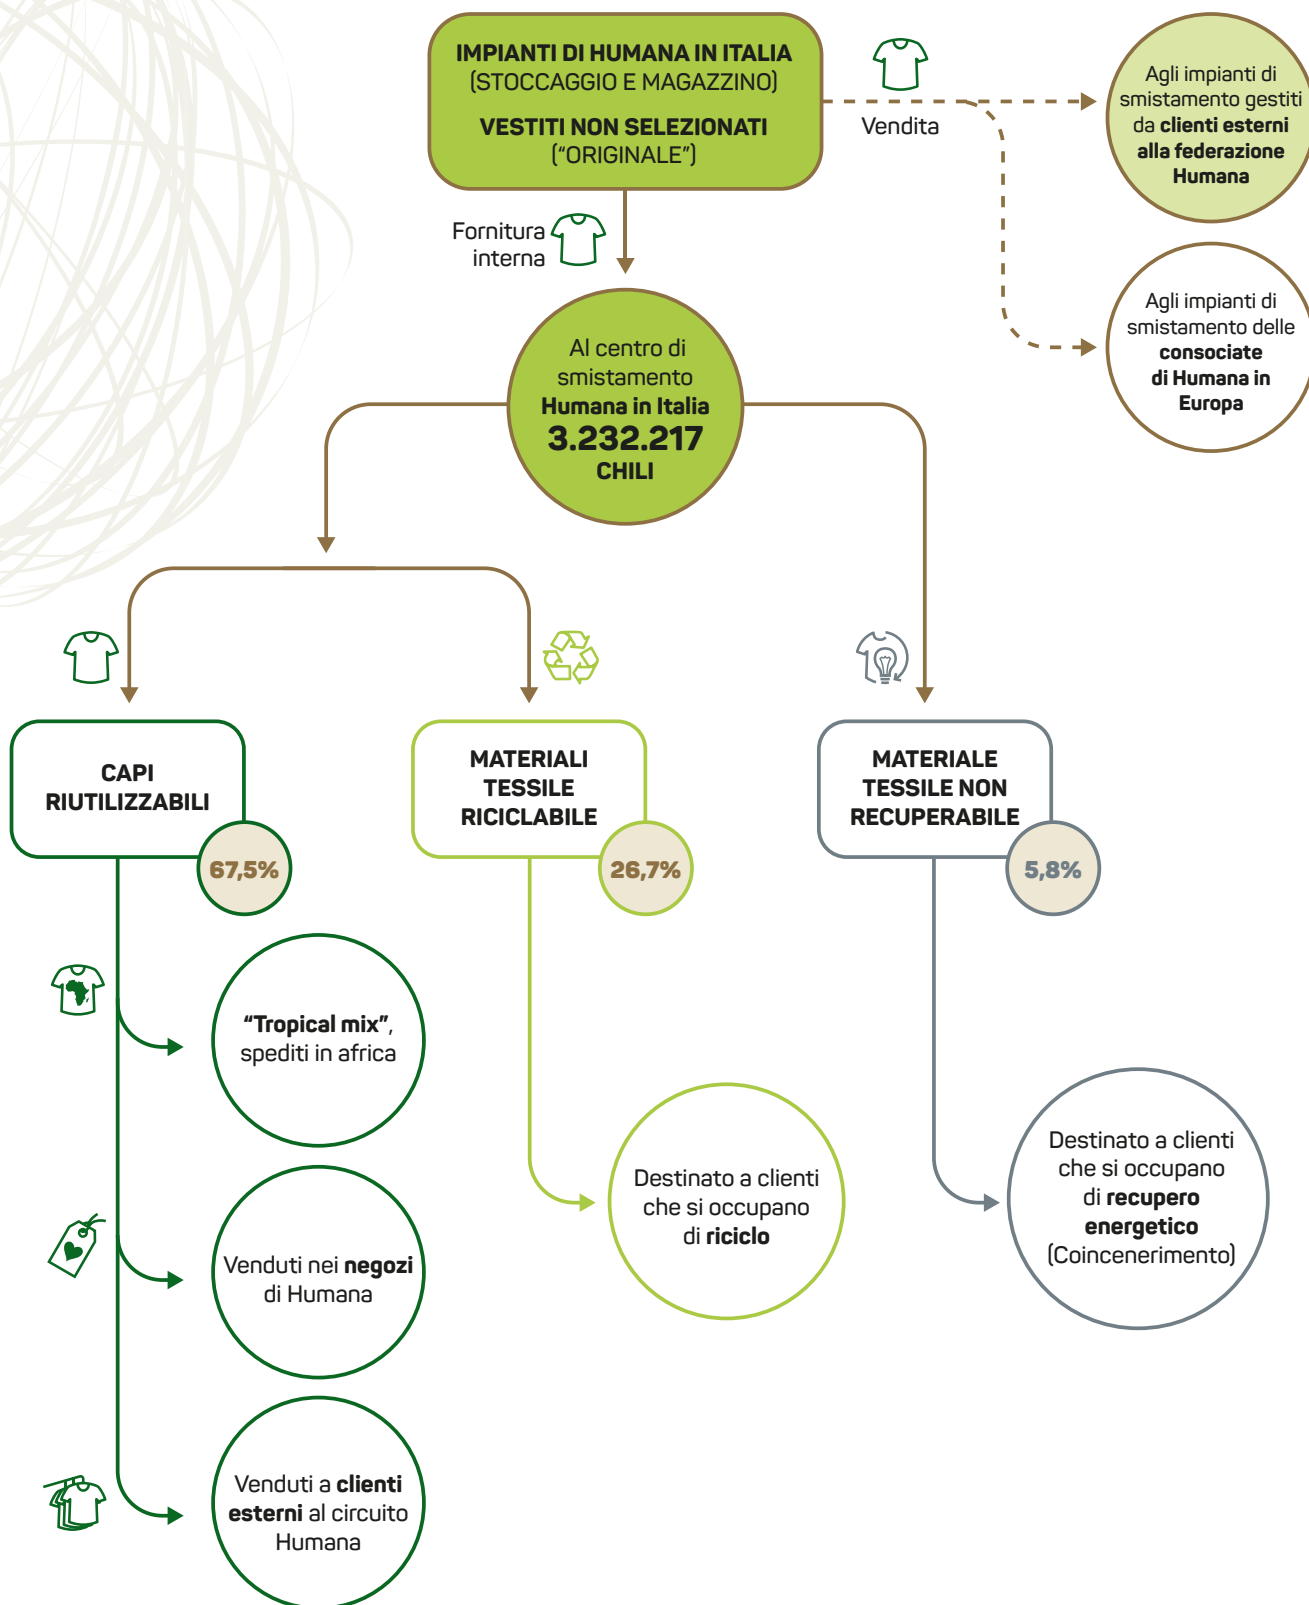 IMPIANTI DI HUMANA IN ITALIA
(STOCCAGGIO E MAGAZZINO)
VESTITI NON SELEZIONATI
(“ORIGINALE”)
Vendita
Agli impianti di
smistamento gestiti
da clienti esterni
alla federazione
Humana
Fornitura
interna
Agli impianti di
smistamento delle
consociate
di Humana in
Europa
Al centro di
smistamento
Humana in Italia
3.232.217
CHILI
CAPI
RIUTILIZZABILI
67,5%
MATERIALI
TESSILE
RICICLABILE
26,7%
MATERIALE
TESSILE NON
RECUPERABILE
5,8%
“Tropical mix”,
spediti in africa
Venduti nei negozi
di Humana
Venduti a clienti
esterni al circuito
Humana
Destinato a clienti
che si occupano
di riciclo
Destinato a clienti
che si occupano
di recupero
energetico
(Coincenerimento)